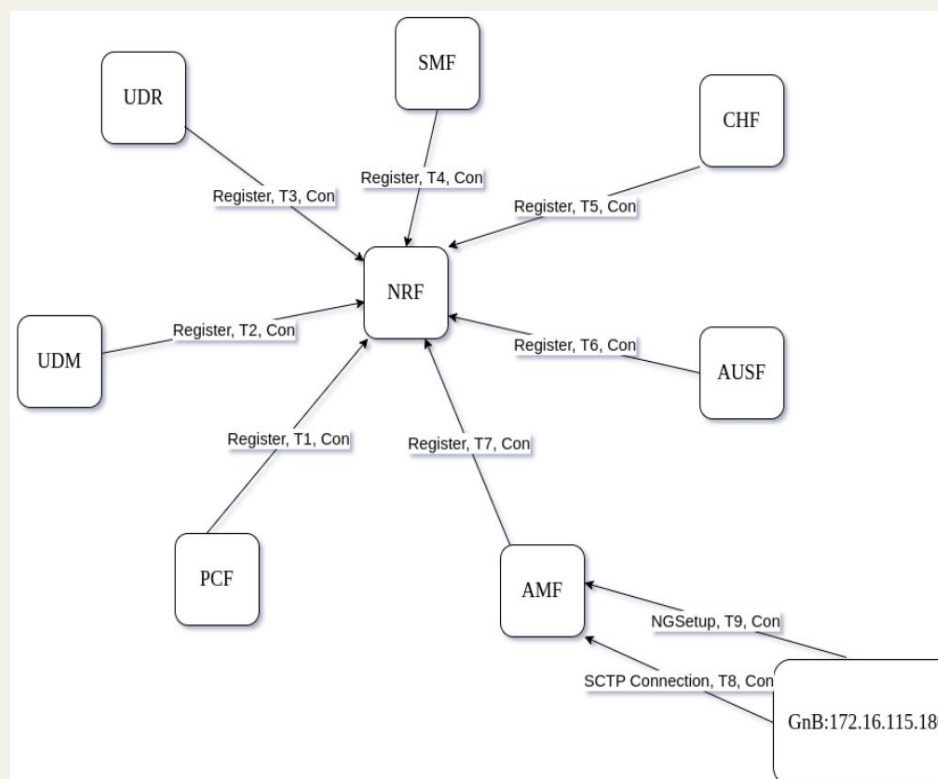 SMF
UDR
CHF
Register, T4, Con
Register, T3, Con
Register, T5, Con
NRF
Register, T2, Con
Register, T6, Con
UDM
AUSF
Register, T1, Con
Register, T7, Con
PCF
AMF
NGSetup, T9, Con
SCTP Connection, T8, Con
GnB:172.16.115.18